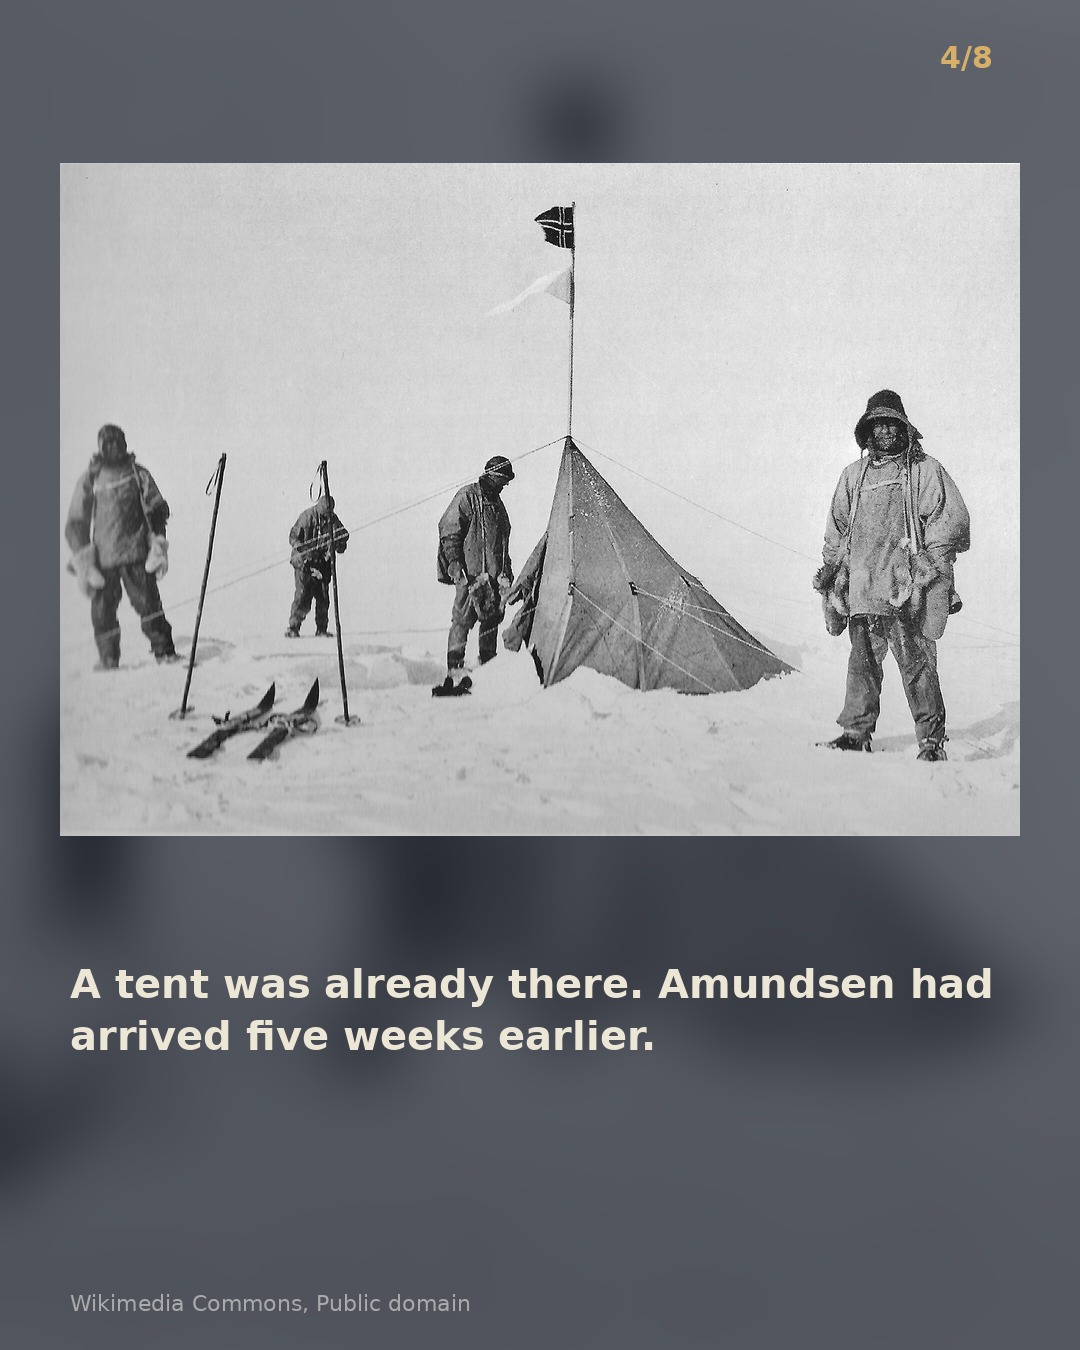 4/8
A tent was already there. Amundsen had
arrived five weeks earlier.
Wikimedia Commons, Public domain